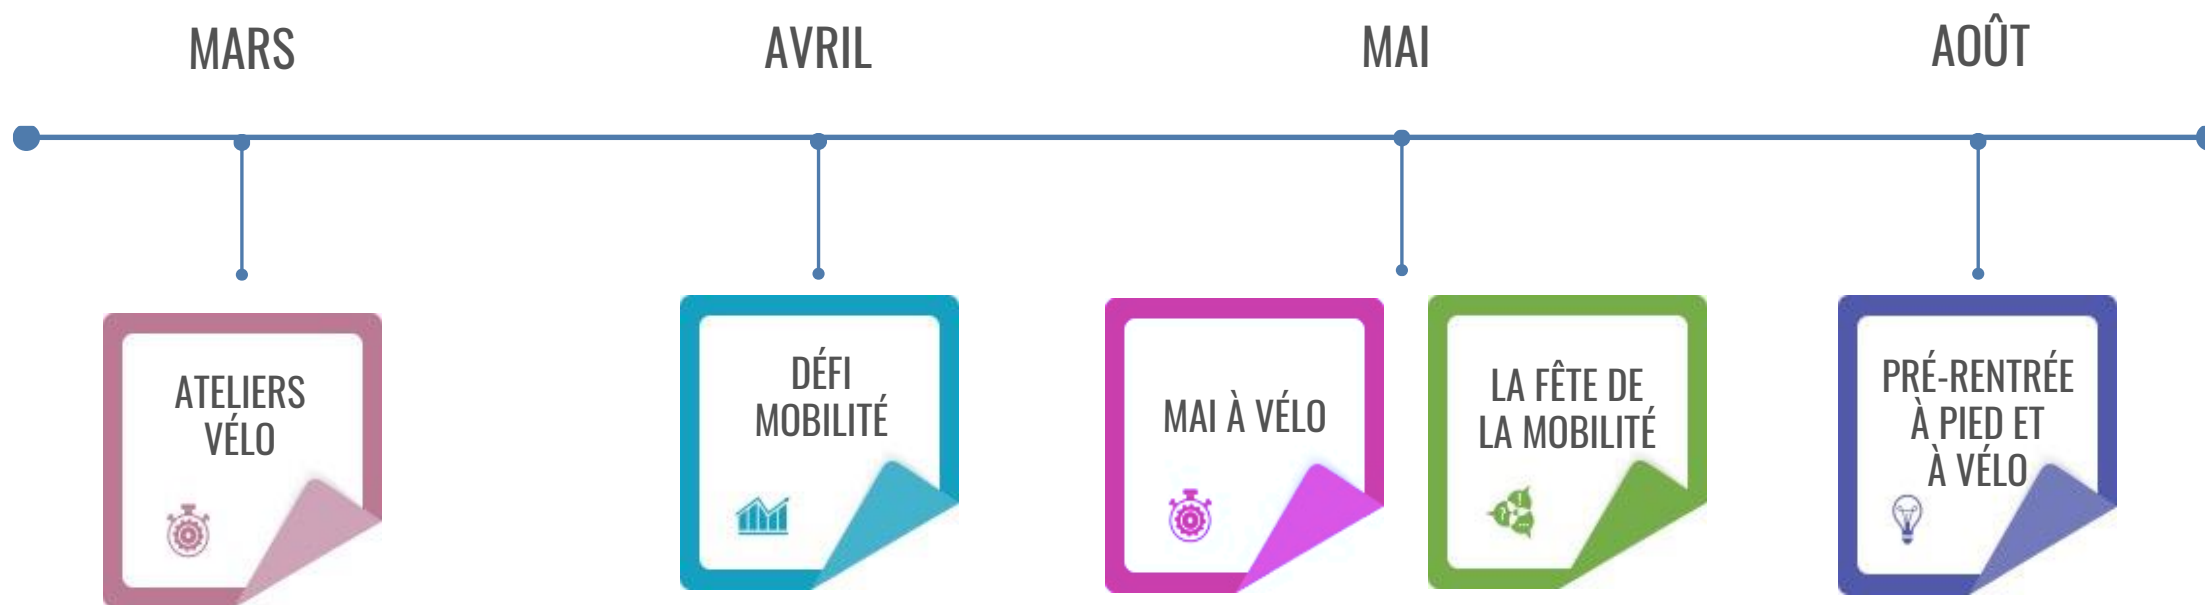 MARS
AVRIL
MAI
AOÛT
ATELIERS
VÉLO
DÉFI
MOBILITÉ
MAI À VÉLO
LA FÊTE DE
LA MOBILITÉ
PRÉ-RENTRÉE
À PIED ET
À VÉLO